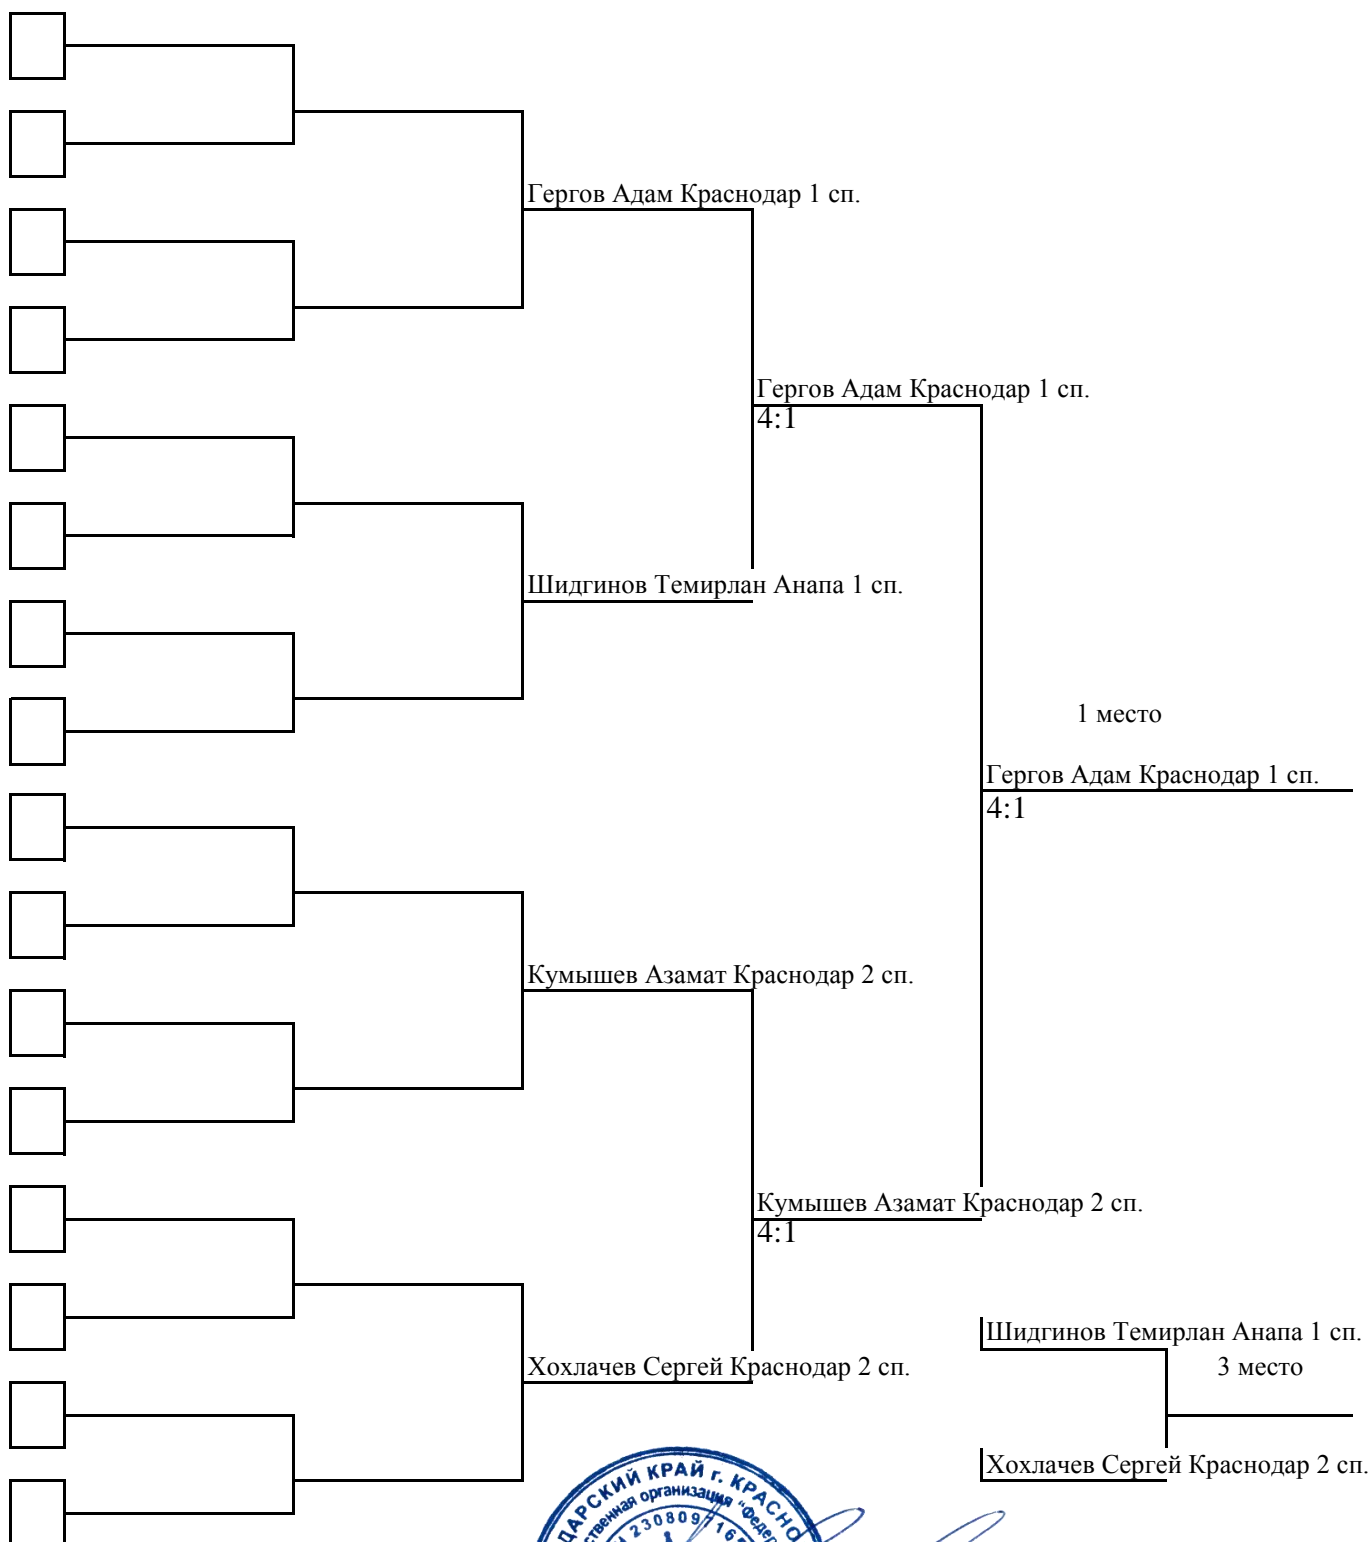 Гергов Адам Краснодар 1 сп.
Гергов Адам Краснодар 1 сп.
4:1
Шидгинов Темирлан Анапа 1 сп.
1 место
Гергов Адам Краснодар 1 сп.
4:1
Кумышев Азамат Краснодар 2 сп.
Кумышев Азамат Краснодар 2 сп.
4:1
Шидгинов Темирлан Анапа 1 сп.
Хохлачев Сергей Краснодар 2 сп.
3 место
Хохлачев Сергей Краснодар 2 сп.
КРАЙ г.
организация